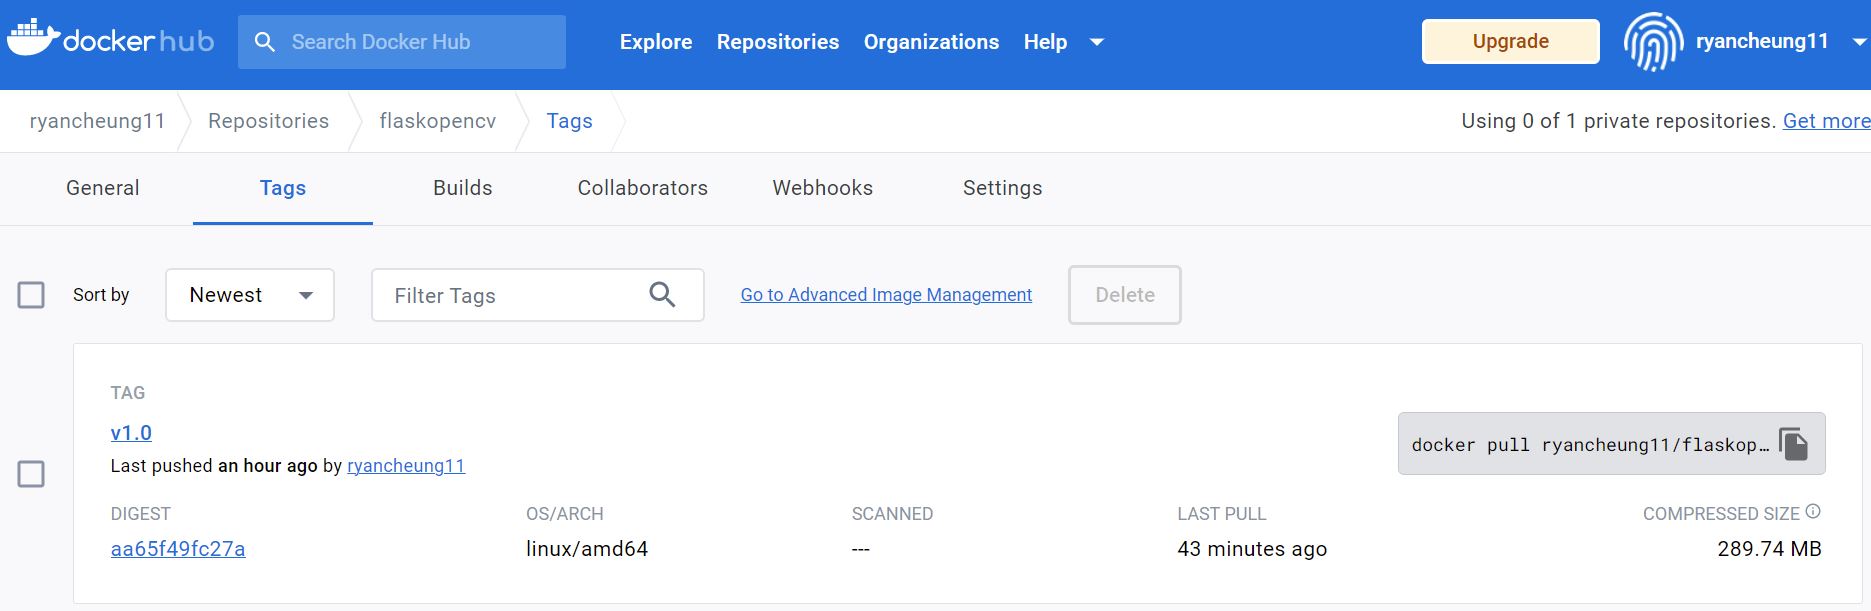 docker hub Search Docker Hub Explore Repositories Organizations Help Upgrade ryancheung11
ryancheung11 Repositories flaskopencv Tags Using 0 of 1 private repositories. Get more
General Tags Builds Collaborators Webhooks Settings
Sort by Newest Filter Tags Go to Advanced Image Management Delete
TAG
v1.0
docker pull ryancheung11/flaskop…
Last pushed an hour ago by ryancheung11
DIGEST OS/ARCH SCANNED LAST PULL COMPRESSED SIZE
aa65f49fc27a linux/amd64 --- 43 minutes ago 289.74 MB